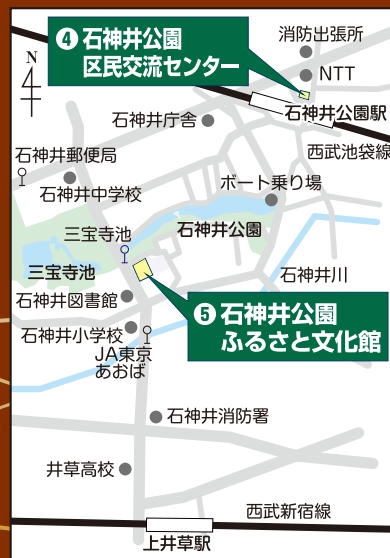 ❹石神井公園
区民交流センター
消防出張所
NTT
N
石神井庁舎
石神井公園駅
西武池袋線
石神井郵便局
石神井中学校
ボート乗り場
三宝寺池
石神井公園
三宝寺池
石神井川
石神井図書館
❺石神井公園
ふるさと文化館
石神井小学校
JA東京
あおば
石神井消防署
井草高校
西武新宿線
上井草駅